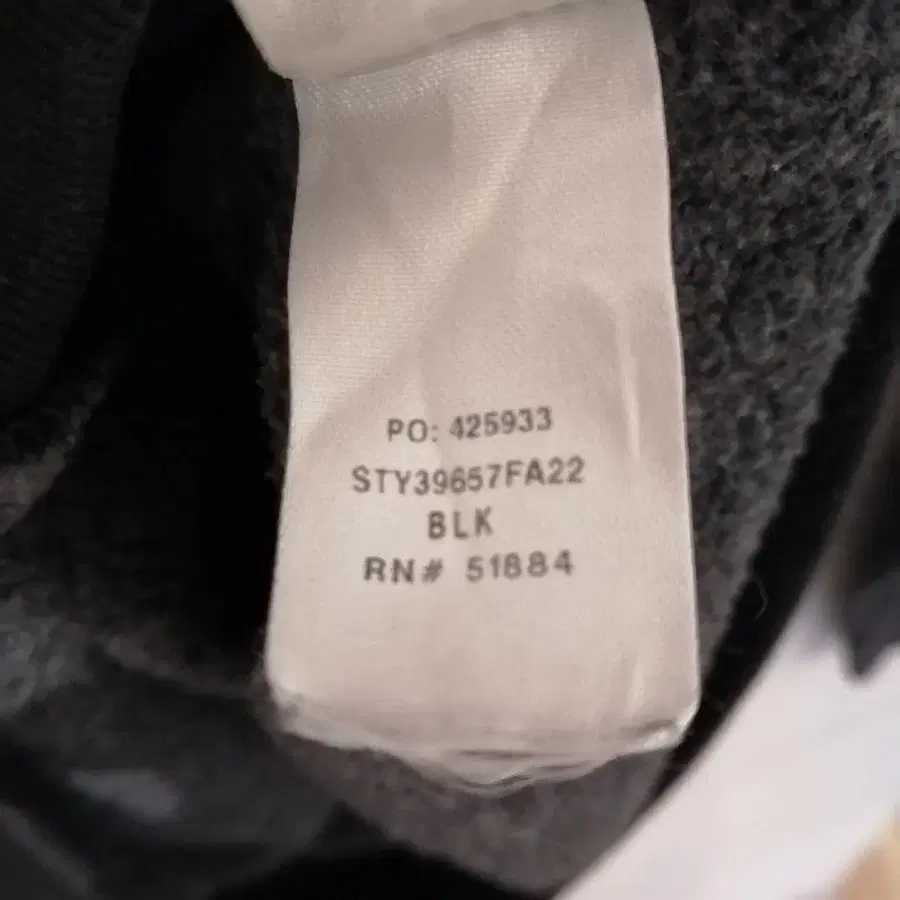 PO: 425933
STY39657FA22
BLK
RN# 51884